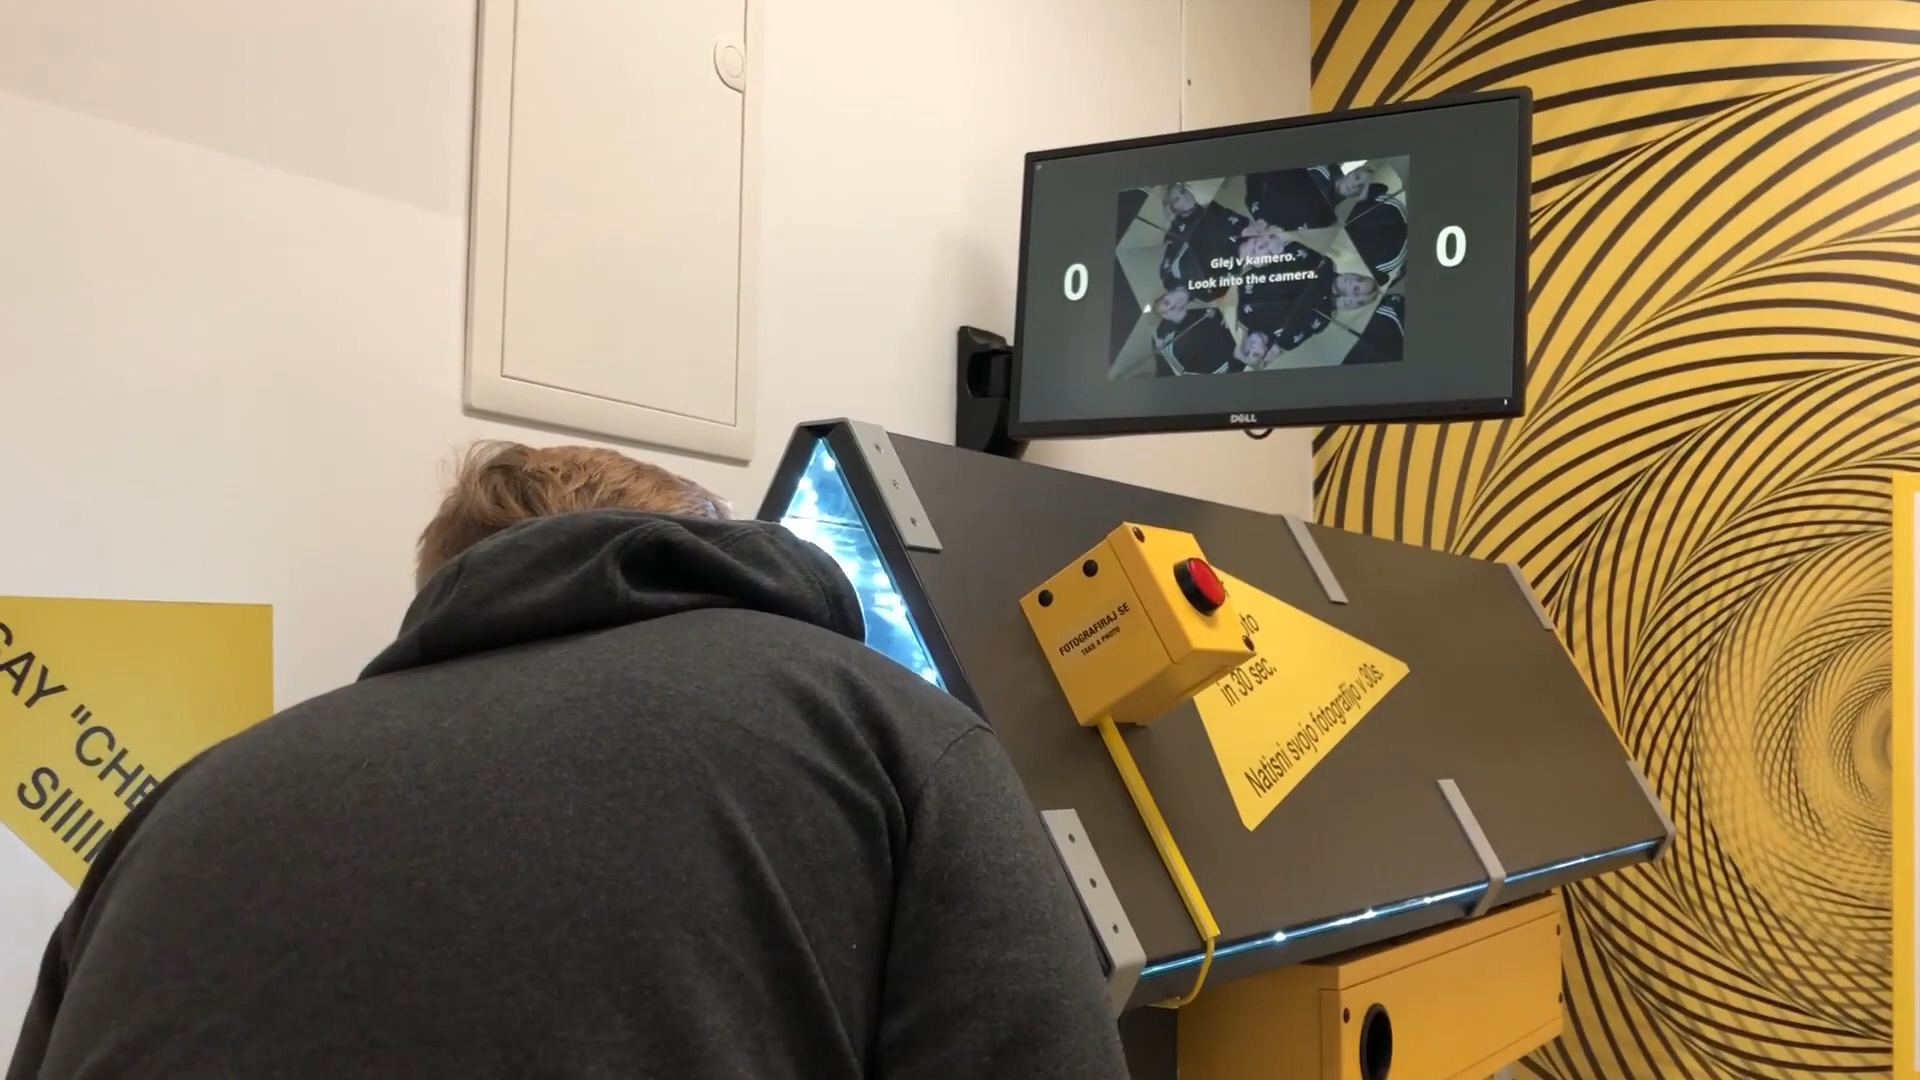 0
Glej v kamero.
Look into the camera.
0
DELL
FOTOGRAFIRAJ SE
TAKE A PHOTO
in 30 sec.
Natisni svojo fotografijo v 30s.
SAY "CHE
SIIII